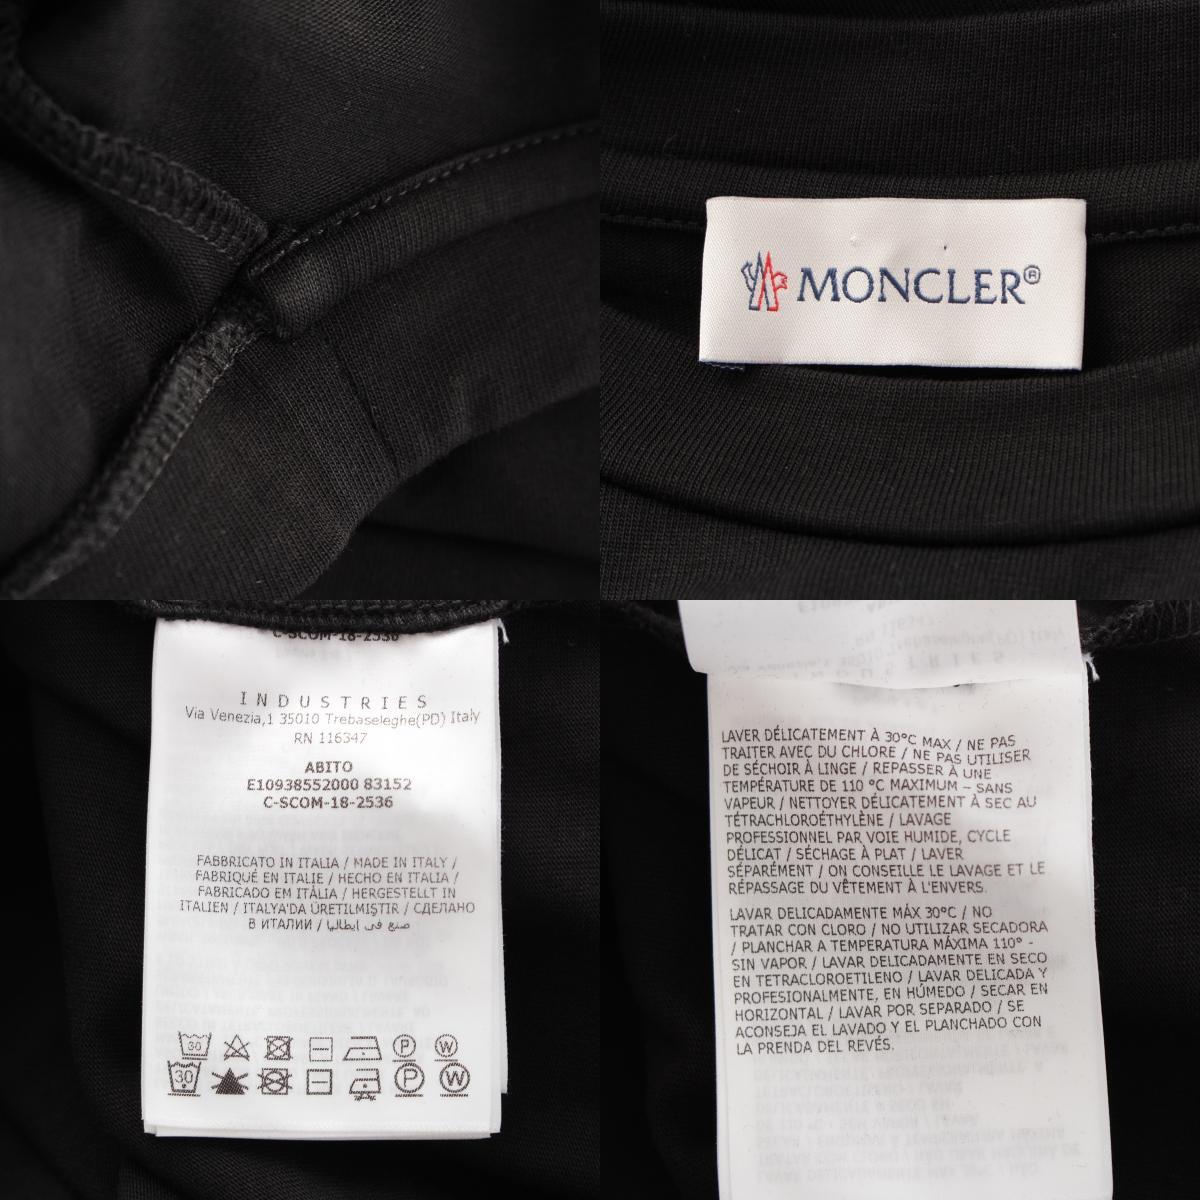 MONCLER®
C-SCOM-18-2536
INDUSTRIES
Via Venezia,1 35010 Trebaseleghe(PD) Italy
RN 116347
ABITO
E10938552000 83152
C-SCOM-18-2536
FABBRICATO IN ITALIA / MADE IN ITALY /
FABRIQUÉ EN ITALIE / HECHO EN ITALIA /
FABRICADO EM ITÁLIA / HERGESTELLT IN
ITALIEN / ITALYA'DA ÜRETILMIŞTIR / СДЕЛАНО
В ИТАЛИИ / صنع في ايطاليا
30
P
W
30
P
W
LAVER DÉLICATEMENT À 30°C MAX / NE PAS
TRAITER AVEC DU CHLORE / NE PAS UTILISER
DE SÉCHOIR À LINGE / REPASSER À UNE
TEMPÉRATURE DE 110 °C MAXIMUM – SANS
VAPEUR / NETTOYER DÉLICATEMENT À SEC AU
TÉTRACHLOROÉTHYLÈNE / LAVAGE
PROFESSIONNEL PAR VOIE HUMIDE, CYCLE
DÉLICAT / SÉCHAGE À PLAT / LAVER
SÉPARÉMENT / ON CONSEILLE LE LAVAGE ET LE
RÉPASSAGE DU VÊTEMENT À L'ENVERS.
LAVAR DELICADAMENTE MÁX 30°C / NO
TRATAR CON CLORO / NO UTILIZAR SECADORA
/ PLANCHAR A TEMPERATURA MÁXIMA 110° -
SIN VAPOR / LAVAR DELICADAMENTE EN SECO
EN TETRACLOROETILENO / LAVAR DELICADA Y
PROFESIONALMENTE, EN HÚMEDO / SECAR EN
HORIZONTAL / LAVAR POR SEPARADO / SE
ACONSEJA EL LAVADO Y EL PLANCHADO CON
LA PRENDA DEL REVÉS.